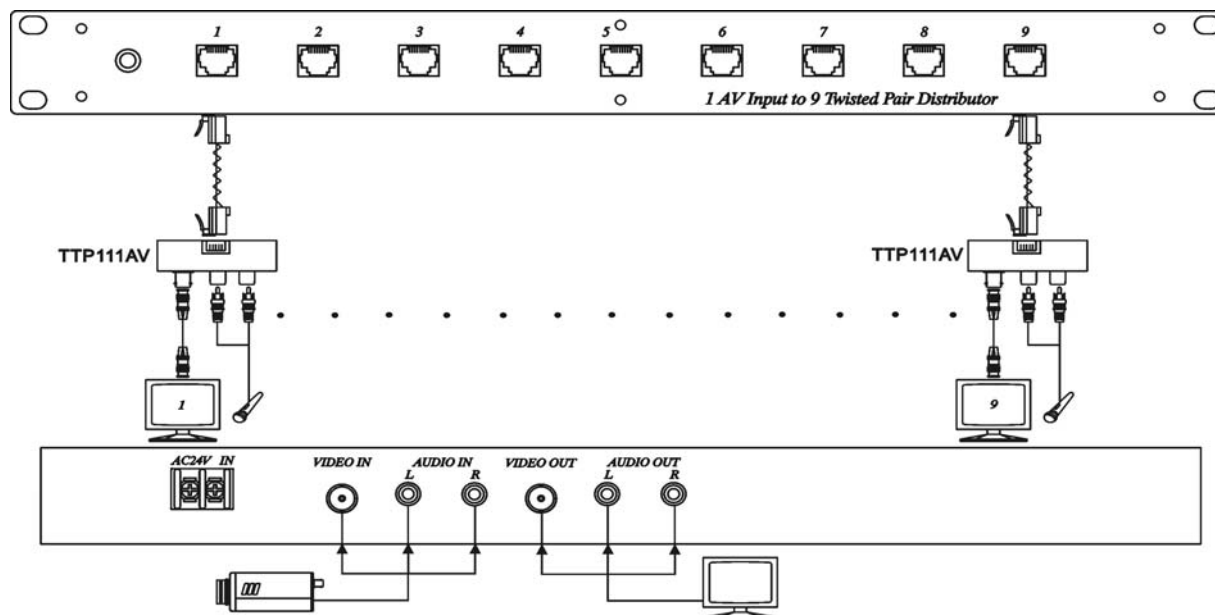 1 2 3 4 5 6 7 8 9
1 AV Input to 9 Twisted Pair Distributor
TTP111AV TTP111AV
1 9
AC24V IN VIDEO IN AUDIO IN VIDEO OUT AUDIO OUT
L R L R